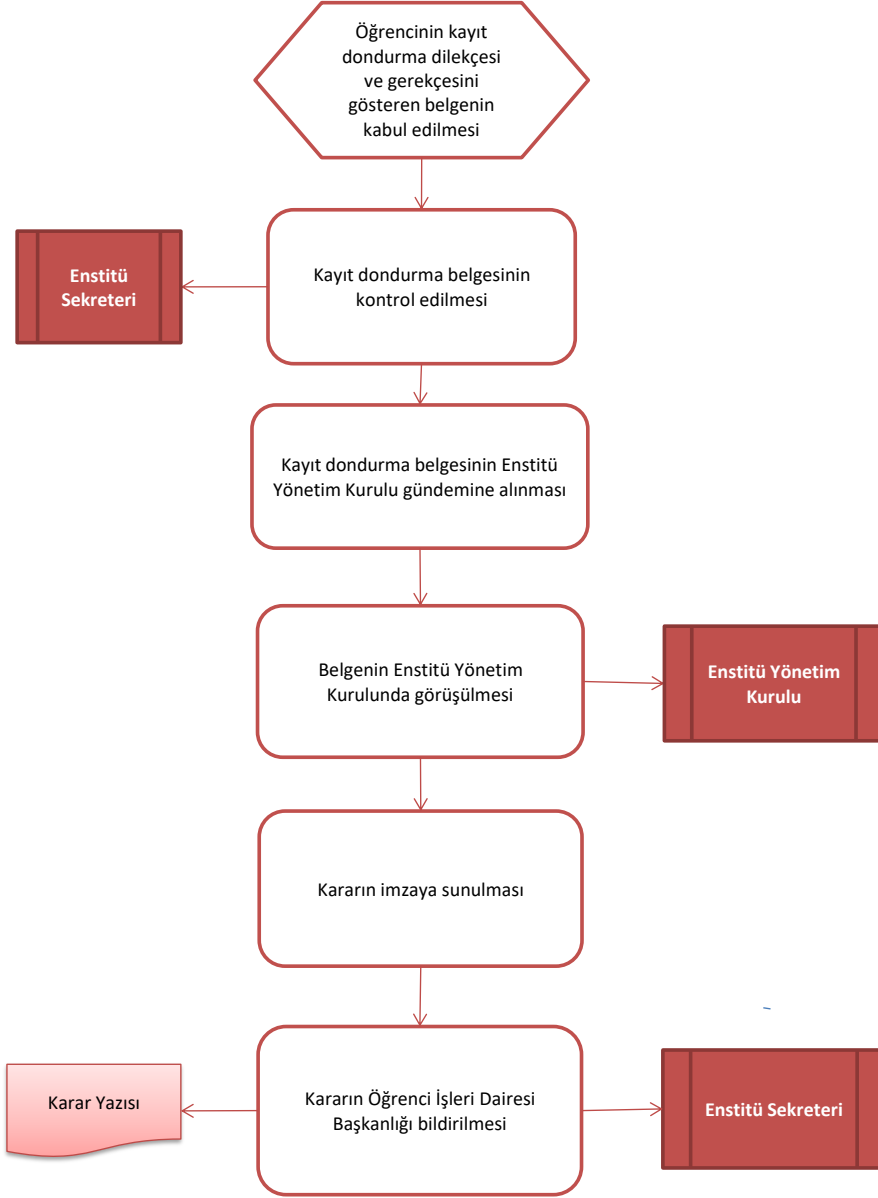 Öğrencinin kayıt
dondurma dilekçesi
ve gerekçesini
gösteren belgenin
kabul edilmesi
Enstitü
Sekreteri
Kayıt dondurma belgesinin
kontrol edilmesi
Kayıt dondurma belgesinin Enstitü
Yönetim Kurulu gündemine alınması
Belgenin Enstitü Yönetim
Kurulunda görüşülmesi
Enstitü Yönetim
Kurulu
Kararın imzaya sunulması
Karar Yazısı
Kararın Öğrenci İşleri Dairesi
Başkanlığı bildirilmesi
Enstitü Sekreteri